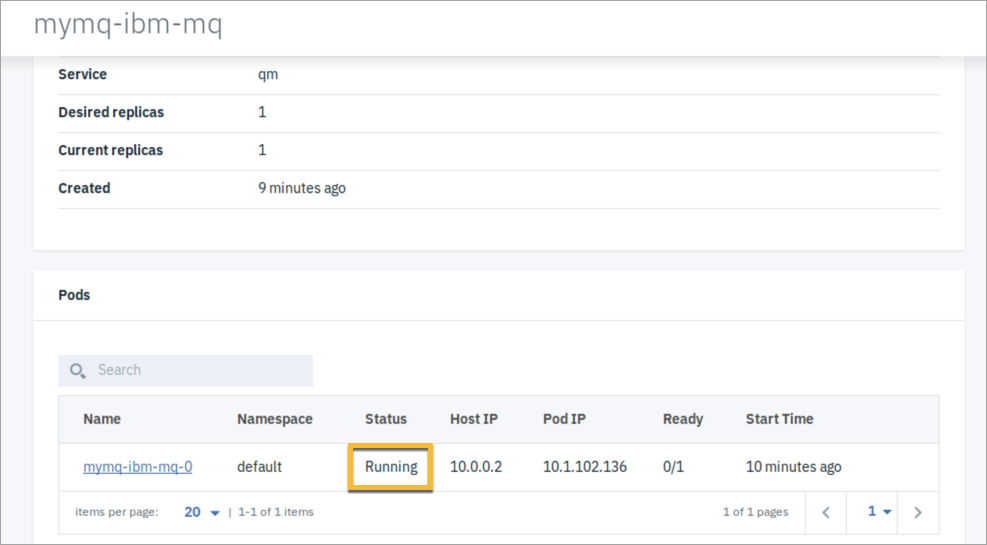 mymq-ibm-mq
Service qm
Desired replicas 1
Current replicas 1
Created 9 minutes ago
Pods
Search
Name Namespace Status Host IP Pod IP Ready Start Time
mymq-ibm-mq-0 default Running 10.0.0.2 10.1.102.136 0/1 10 minutes ago
items per page: 20 | 1-1 of 1 items 1 of 1 pages 1